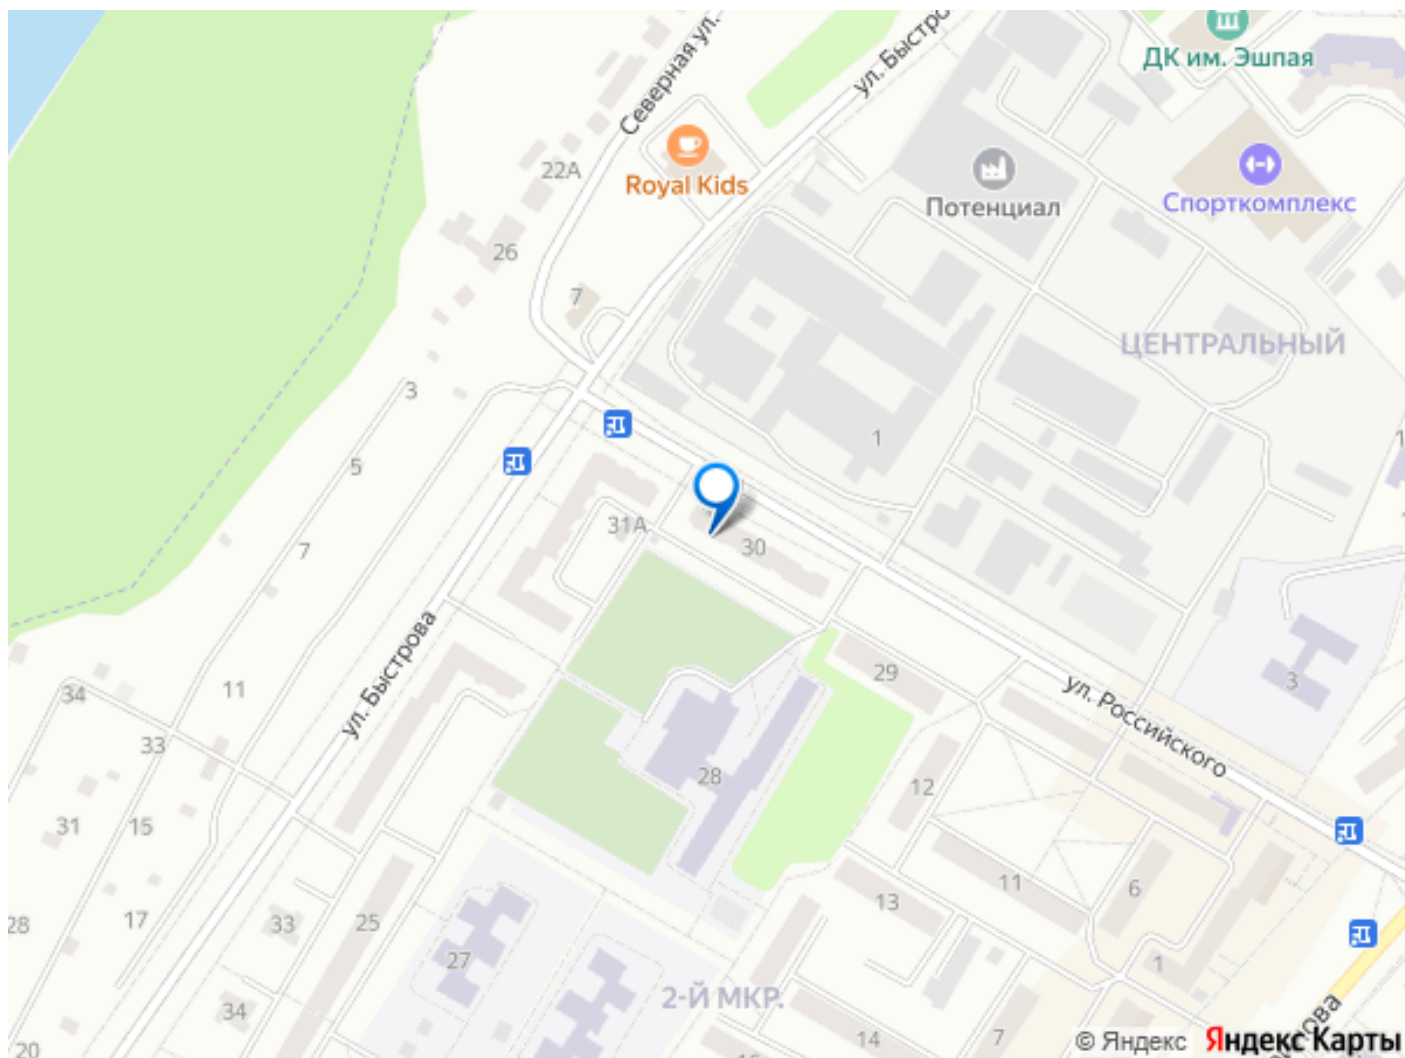 ДК им. Эшпая
ул. Быстро
Северная ул.
22А
Royal Kids
Потенциал
Спорткомплекс
26
7
ЦЕНТРАЛЬНЫЙ
3
1
5
31А
30
7
ул. Быстрова
29
3
ул. Российского
34
11
33
28
12
31
15
11
6
13
28
17
33
25
27
1
2-Й МКР.
34
14
7
20
рова
© Яндекс
Яндекс Карты